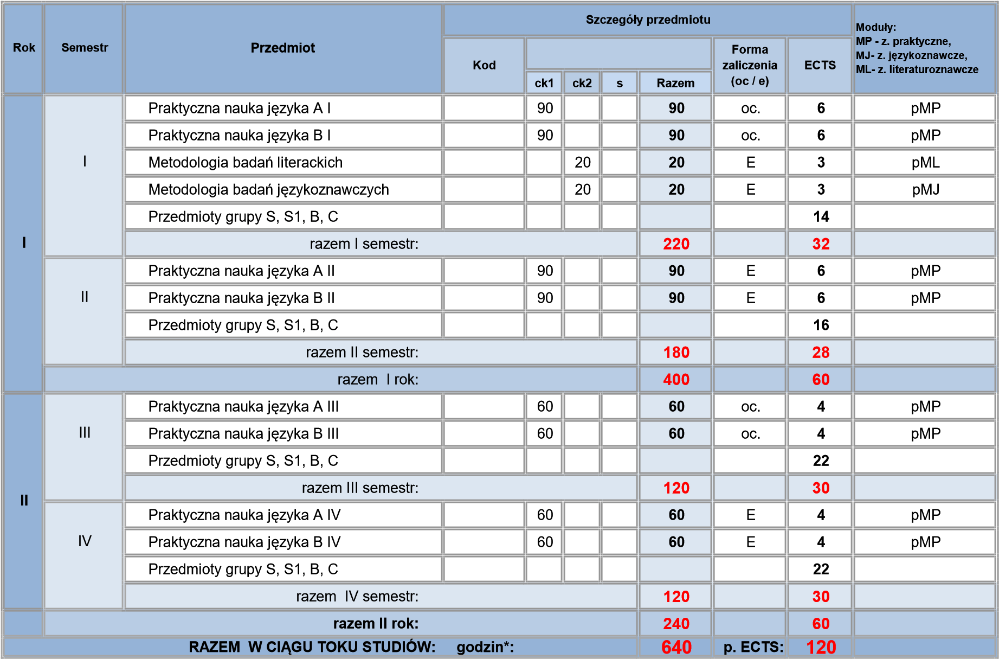 Rok Semestr Przedmiot Szczegóły przedmiotu Moduły:
MP - z. praktyczne,
MJ- z. językoznawcze,
ML- z. literaturoznawcze
Kod Forma
zaliczenia
(oc / e) ECTS
ck1 ck2 s Razem
I I Praktyczna nauka języka A I 90 90 oc. 6 pMP
Praktyczna nauka języka B I 90 90 oc. 6 pMP
Metodologia badań literackich 20 20 E 3 pML
Metodologia badań językoznawczych 20 20 E 3 pMJ
Przedmioty grupy S, S1, B, C 14
razem I semestr: 220 32
II Praktyczna nauka języka A II 90 90 E 6 pMP
Praktyczna nauka języka B II 90 90 E 6 pMP
Przedmioty grupy S, S1, B, C 16
razem II semestr: 180 28
razem I rok: 400 60
II III Praktyczna nauka języka A III 60 60 oc. 4 pMP
Praktyczna nauka języka B III 60 60 oc. 4 pMP
Przedmioty grupy S, S1, B, C 22
razem III semestr: 120 30
IV Praktyczna nauka języka A IV 60 60 E 4 pMP
Praktyczna nauka języka B IV 60 60 E 4 pMP
Przedmioty grupy S, S1, B, C 22
razem IV semestr: 120 30
razem II rok: 240 60
RAZEM W CIĄGU TOKU STUDIÓW: godzin*: 640 p. ECTS: 120